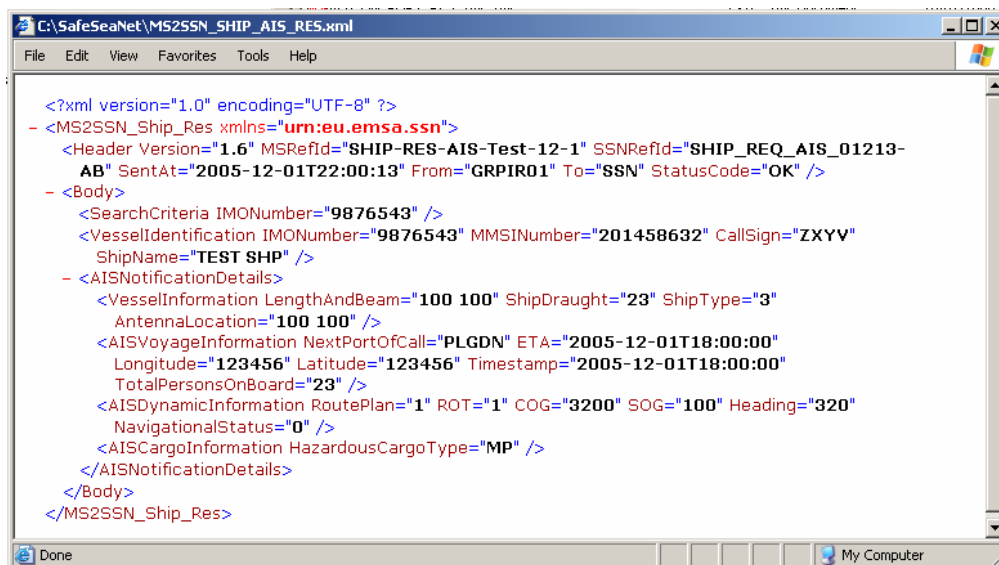 C:\SafeSeaNet\MS2SSN_SHIP_AIS_RES.xml
File Edit View Favorites Tools Help
<?xml version="1.0" encoding="UTF-8" ?>
- <MS2SSN_Ship_Res xmlns="urn:eu.emsa.ssn">
<Header Version="1.6" MSRefId="SHIP-RES-AIS-Test-12-1" SSNRefId="SHIP_REQ_AIS_01213-
AB" SentAt="2005-12-01T22:00:13" From="GRPIR01" To="SSN" StatusCode="OK" />
- <Body>
<SearchCriteria IMONumber="9876543" />
<VesselIdentification IMONumber="9876543" MMSINumber="201458632" CallSign="ZXYV"
ShipName="TEST SHP" />
- <AISNotificationDetails>
<VesselInformation LengthAndBeam="100 100" ShipDraught="23" ShipType="3"
AntennaLocation="100 100" />
<AISVoyageInformation NextPortOfCall="PLGDN" ETA="2005-12-01T18:00:00"
Longitude="123456" Latitude="123456" Timestamp="2005-12-01T18:00:00"
TotalPersonsOnBoard="23" />
<AISDynamicInformation RoutePlan="1" ROT="1" COG="3200" SOG="100" Heading="320"
NavigationalStatus="0" />
<AISCargoInformation HazardousCargoType="MP" />
</AISNotificationDetails>
</Body>
</MS2SSN_Ship_Res>
Done My Computer